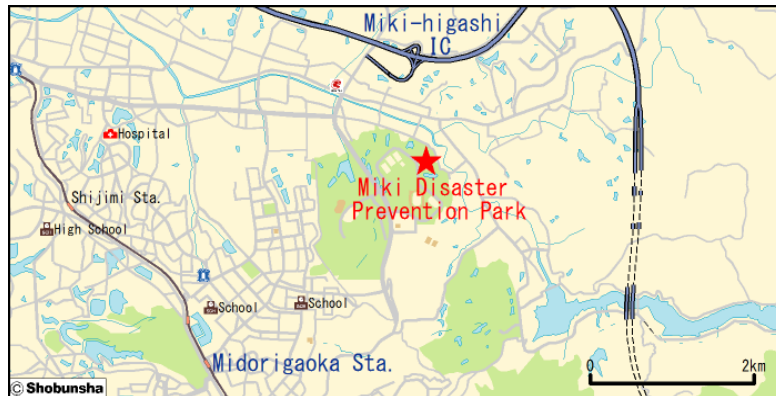 Miki-higashi
IC
Hospital
Miki Disaster
Prevention Park
Shijimi Sta.
High School
School
School
Midorigaoka Sta.
0 2km
© Shobunsha